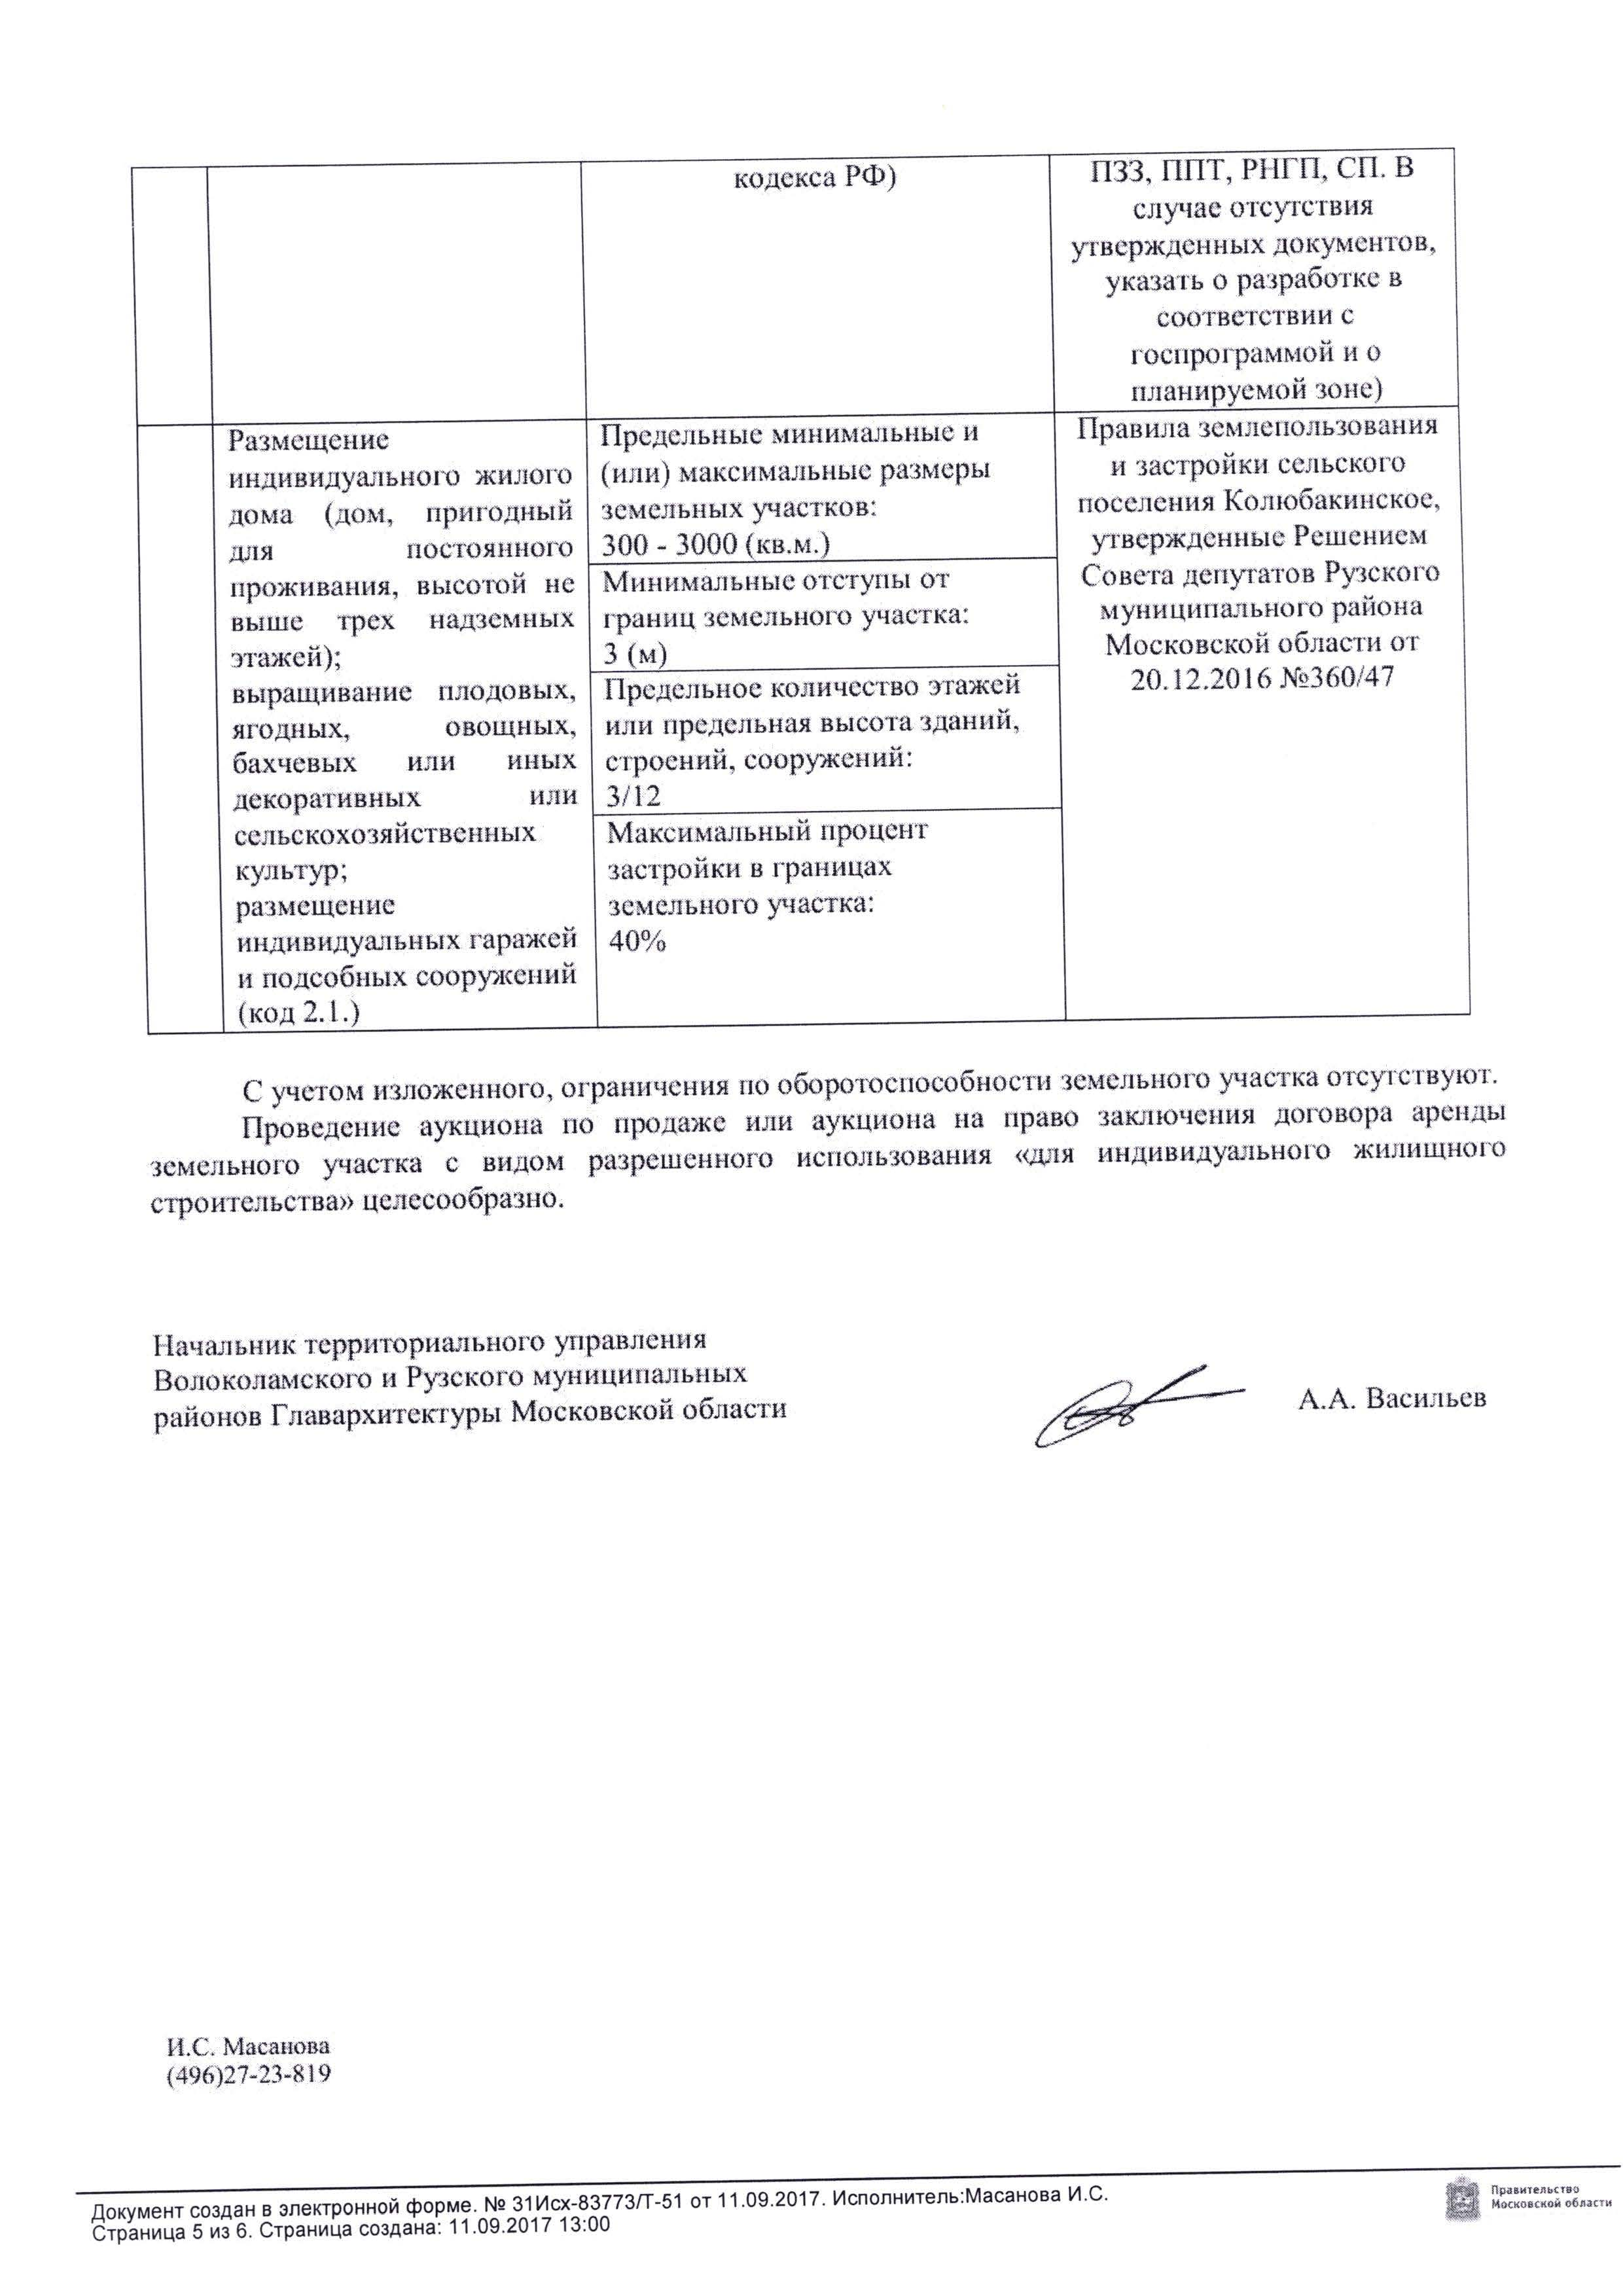 кодекса РФ)
ПЗЗ, ППТ, РНГП, СП. В
случае отсутствия
утвержденных документов,
указать о разработке в
соответствии с
госпрограммой и о
планируемой зоне)
Размещение
индивидуального жилого
дома (дом, пригодный
для постоянного
проживания, высотой не
выше трех надземных
этажей);
выращивание плодовых,
ягодных, овощных,
бахчевых или иных
декоративных или
сельскохозяйственных
культур;
размещение
индивидуальных гаражей
и подсобных сооружений
(код 2.1.)
Предельные минимальные и
(или) максимальные размеры
земельных участков:
300 - 3000 (кв.м.)
Минимальные отступы от
границ земельного участка:
3 (м)
Предельное количество этажей
или предельная высота зданий,
строений, сооружений:
3/12
Максимальный процент
застройки в границах
земельного участка:
40%
Правила землепользования
и застройки сельского
поселения Колюбакинское,
утвержденные Решением
Совета депутатов Рузского
муниципального района
Московской области от
20.12.2016 №360/47
С учетом изложенного, ограничения по оборотоспособности земельного участка отсутствуют.
Проведение аукциона по продаже или аукциона на право заключения договора аренды
земельного участка с видом разрешенного использования «для индивидуального жилищного
строительства» целесообразно.
Начальник территориального управления
Волоколамского и Рузского муниципальных
районов Главархитектуры Московской области
А.А. Васильев
И.С. Масанова
(496)27-23-819
Документ создан в электронной форме. № 31Исх-83773/Т-51 от 11.09.2017. Исполнитель:Масанова И.С.
Страница 5 из 6. Страница создана: 11.09.2017 13:00
Правительство
Московской области